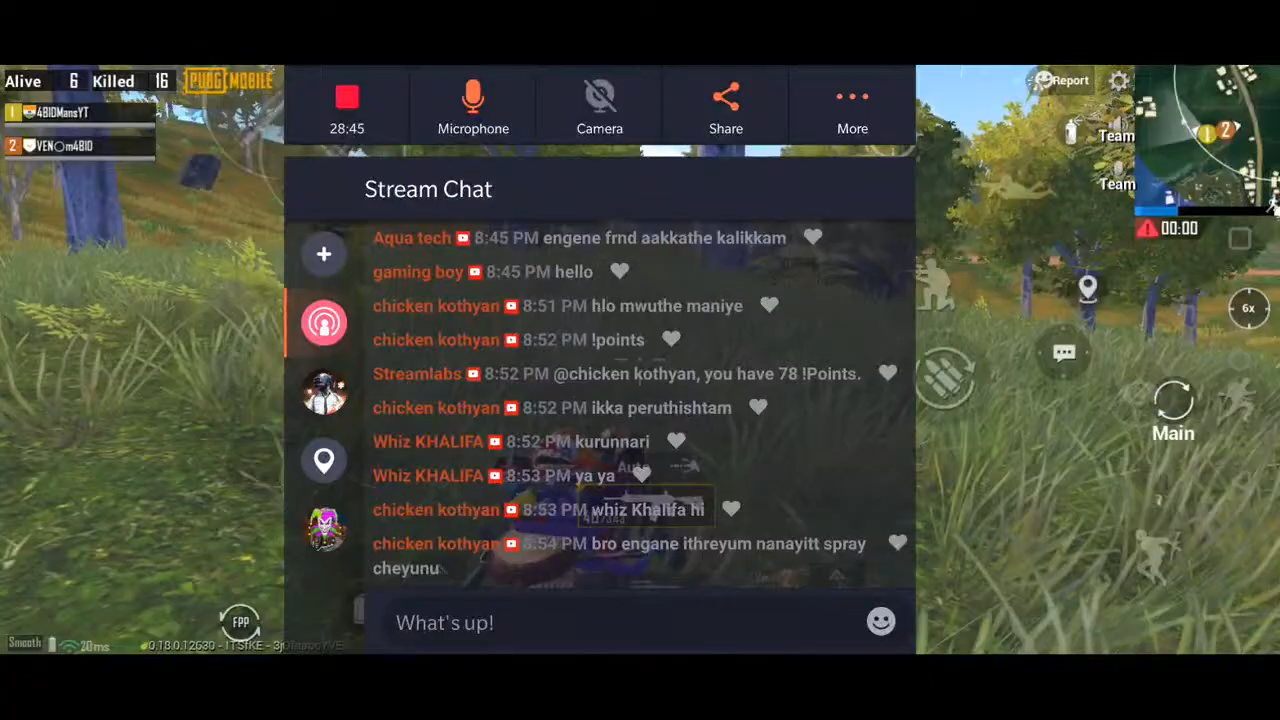 Alive 6 Killed 16 PUBG MOBILE
1 4BIDMansYT
2 VEN〇m4BIO
28:45 Microphone Camera Share More
Report
Team
Team
1 2
00:00
Stream Chat
Aqua tech 8:45 PM engene frnd aakkathe kalikkam
gaming boy 8:45 PM hello
chicken kothyan 8:51 PM hlo mwuthe maniye
chicken kothyan 8:52 PM !points
Streamlabs 8:52 PM @chicken kothyan, you have 78 !Points.
chicken kothyan 8:52 PM ikka peruthishtam
Whiz KHALIFA 8:52 PM kurunnari
Whiz KHALIFA 8:53 PM ya ya
chicken kothyan 8:53 PM whiz Khalifa hi
chicken kothyan 8:54 PM bro engane ithreyum nanayitt spray
cheyunu
What's up!
6x
Main
FPP
Smooth 20ms